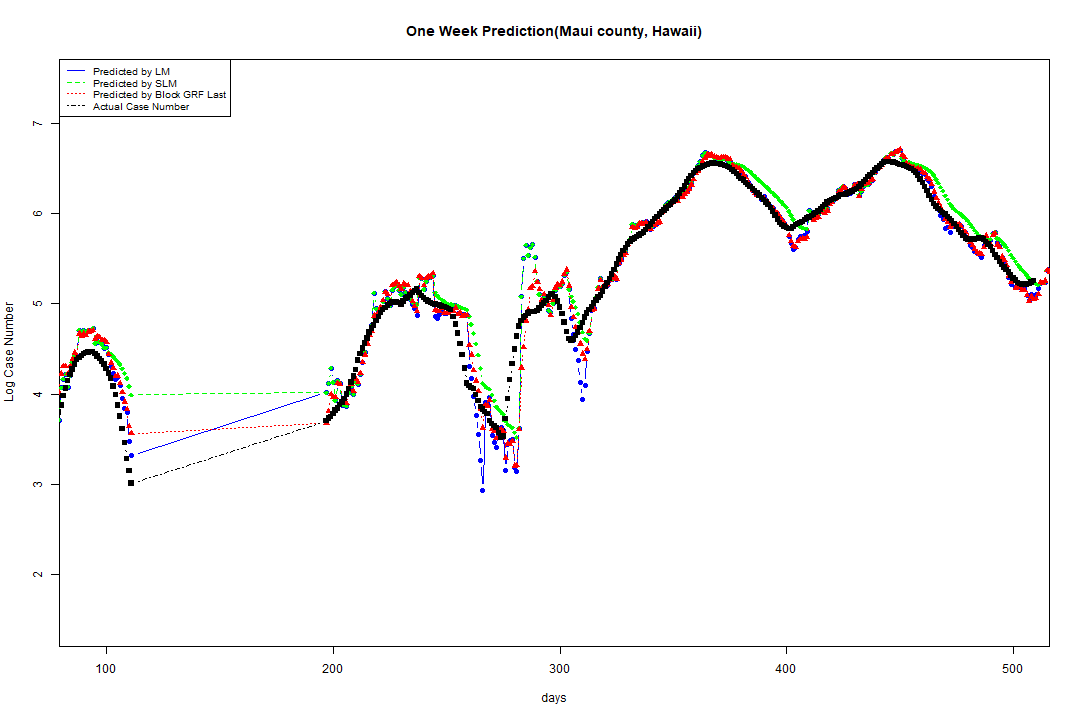 One Week Prediction(Maui county, Hawaii)
Predicted by LM
Predicted by SLM
Predicted by Block GRF Last
Actual Case Number
Log Case Number
7
6
5
4
3
2
100 200 300 400 500
days